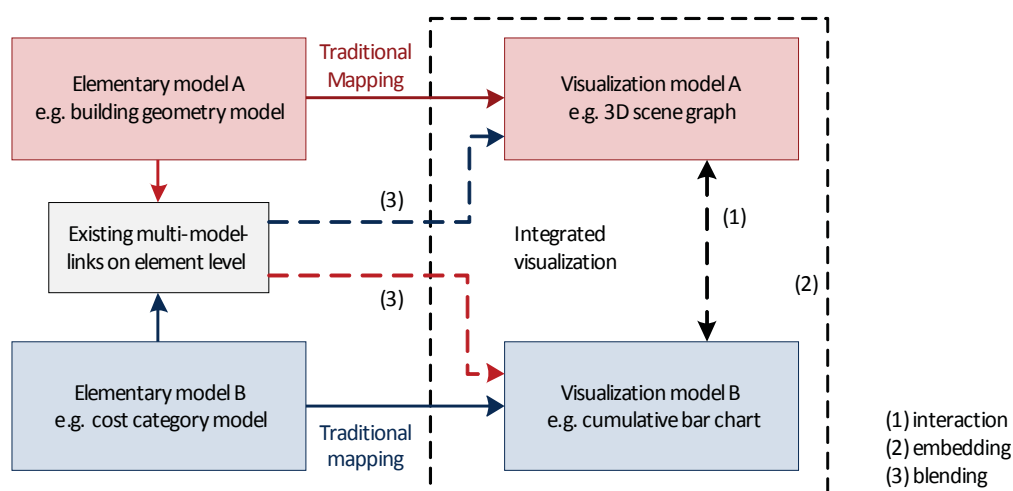 Elementary model A
e.g. building geometry model
Traditional
Mapping
Visualization model A
e.g. 3D scene graph
(3)
(1)
Existing multi-model-
links on element level
Integrated
visualization
(2)
(3)
Elementary model B
e.g. cost category model
Traditional
mapping
Visualization model B
e.g. cumulative bar chart
(1) interaction
(2) embedding
(3) blending